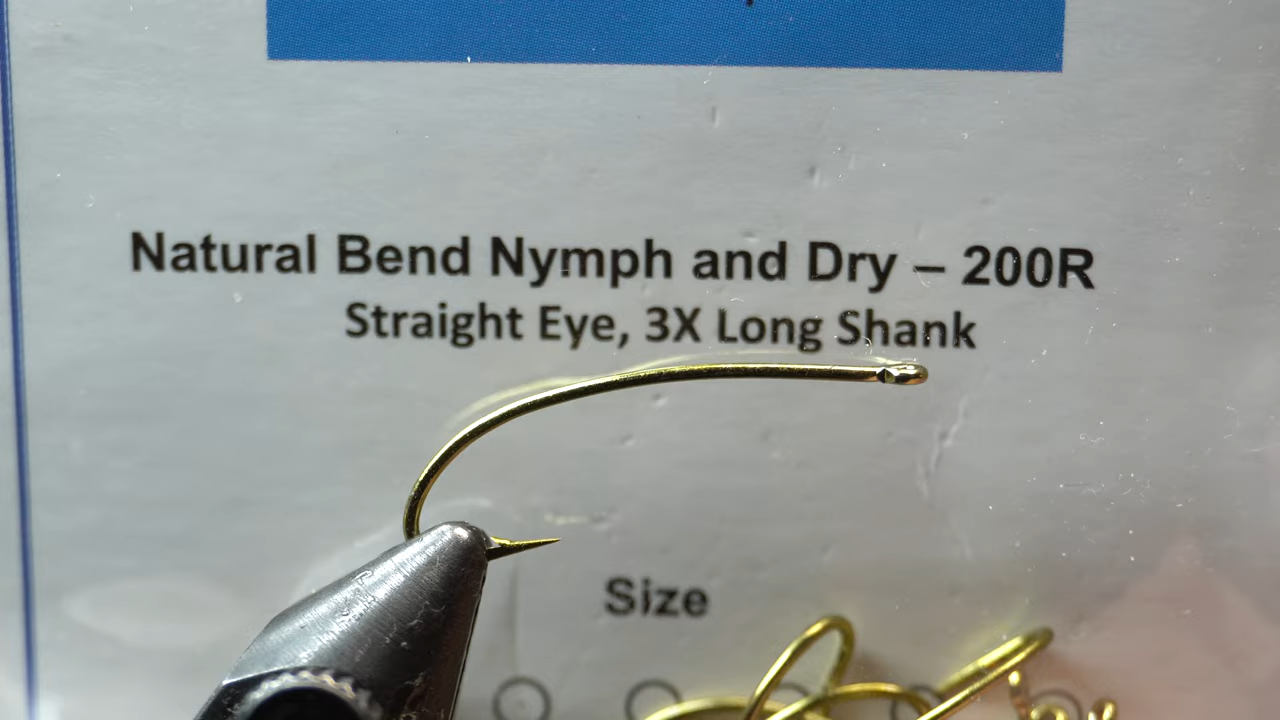 Natural Bend Nymph and Dry – 200R
Straight Eye, 3X Long Shank
Size